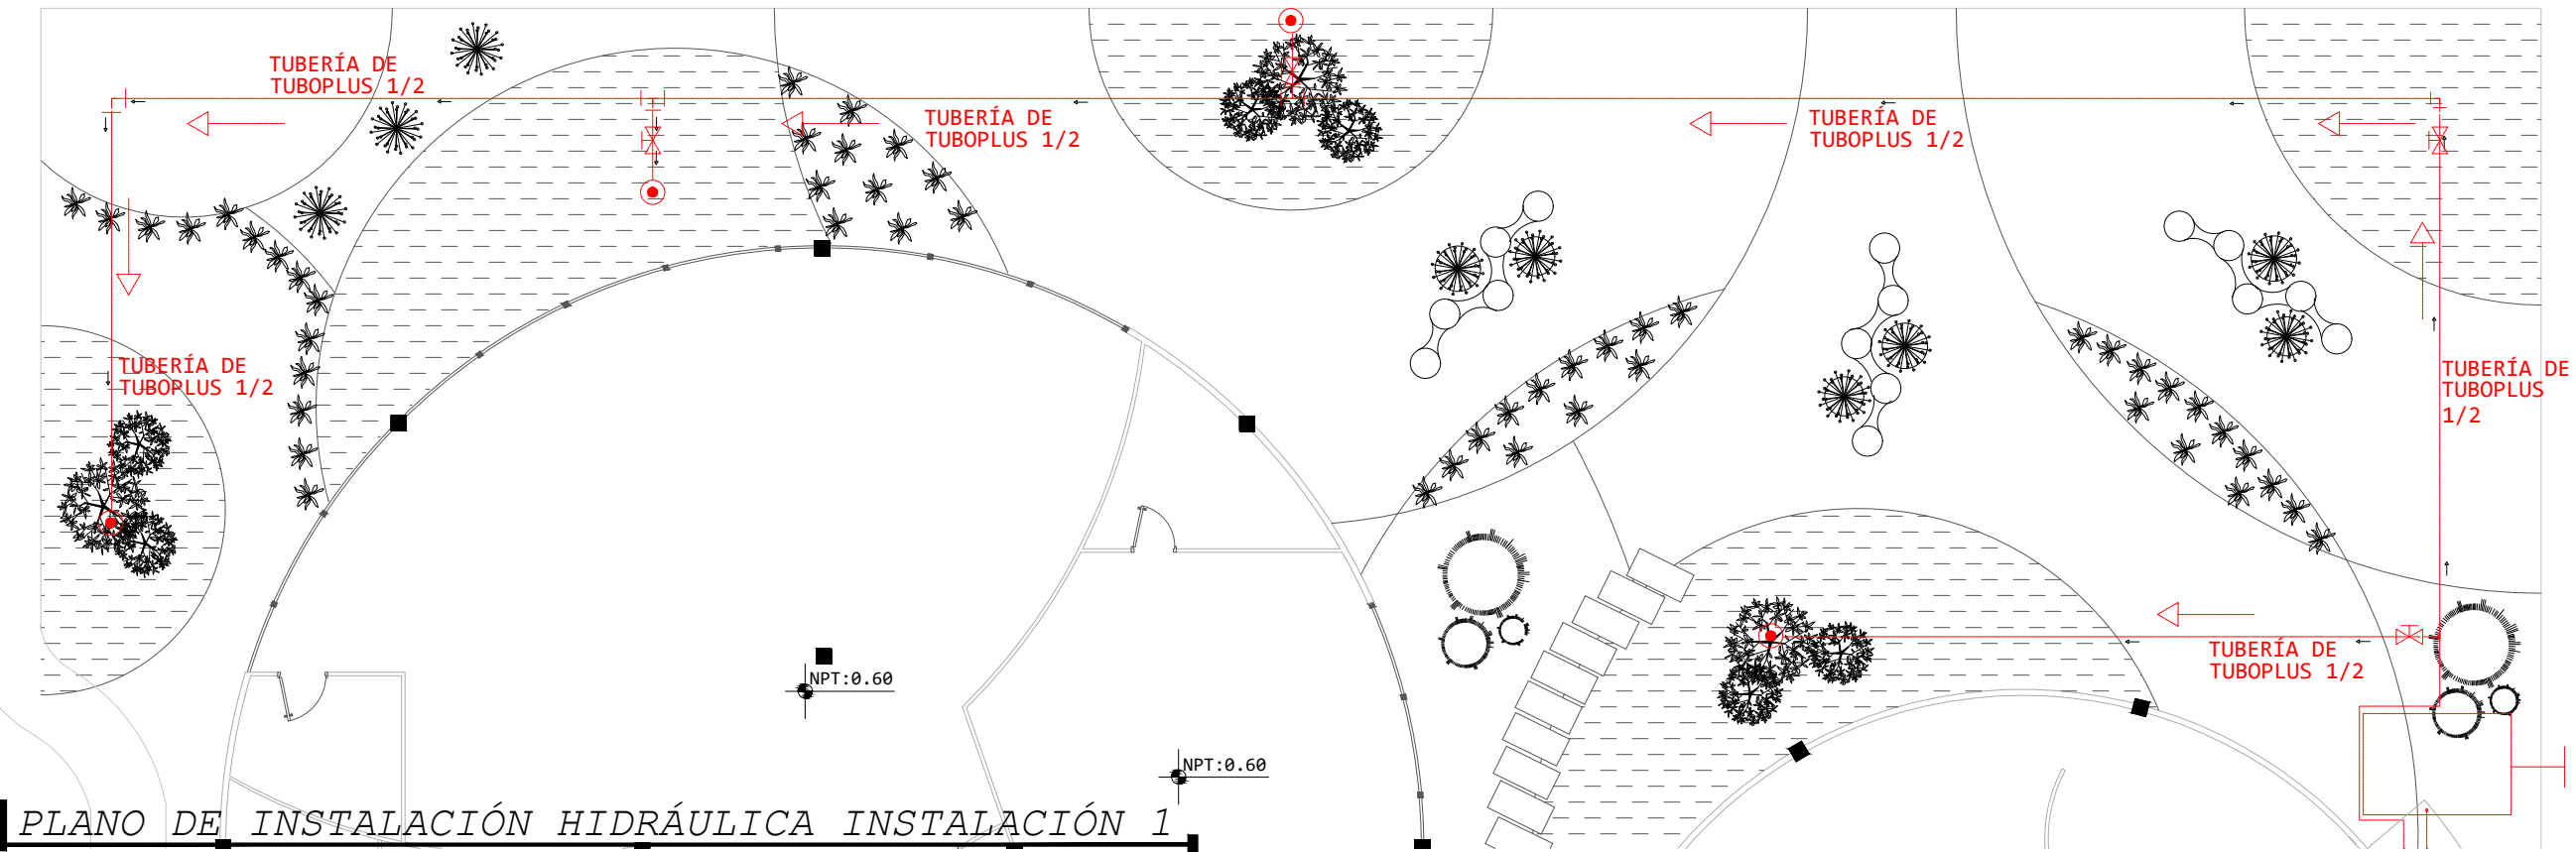 TUBERÍA DE
TUBOPLUS 1/2
TUBERÍA DE
TUBOPLUS 1/2
TUBERÍA DE
TUBOPLUS 1/2
TUBERÍA DE
TUBOPLUS 1/2
TUBERÍA DE
TUBOPLUS
1/2
TUBERÍA DE
TUBOPLUS 1/2
NPT:0.60
NPT:0.60
PLANO DE INSTALACIÓN HIDRÁULICA INSTALACIÓN 1